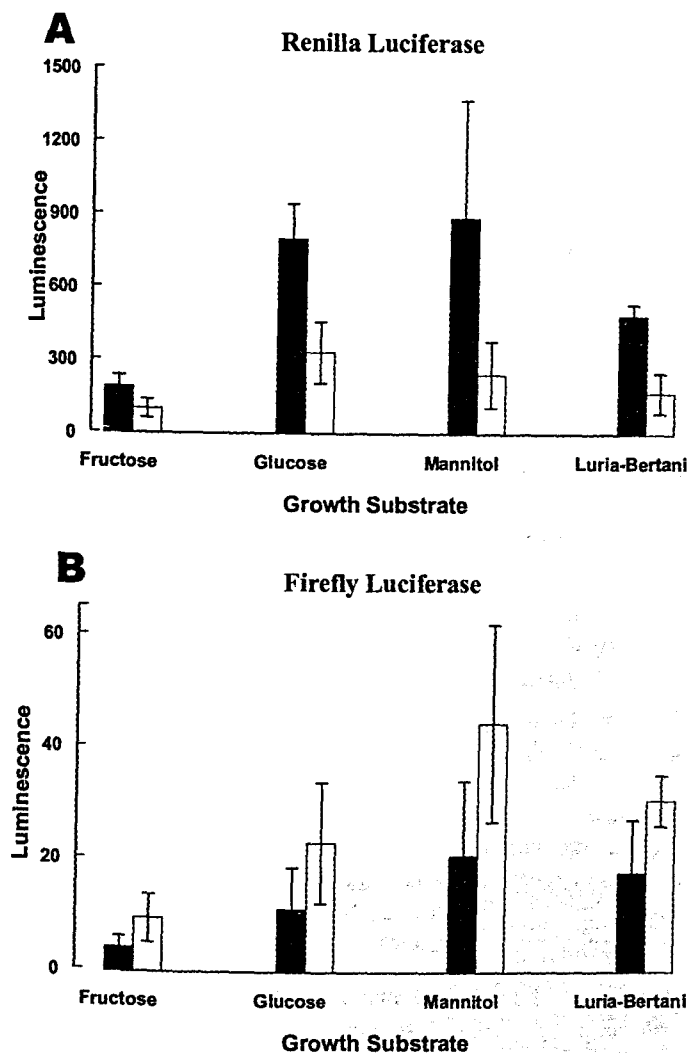 A
Renilla Luciferase
1500
1200
900
600
300
0
Luminescence
Fructose Glucose Mannitol Luria-Bertani
Growth Substrate
B
Firefly Luciferase
60
40
20
0
Luminescence
Fructose Glucose Mannitol Luria-Bertani
Growth Substrate